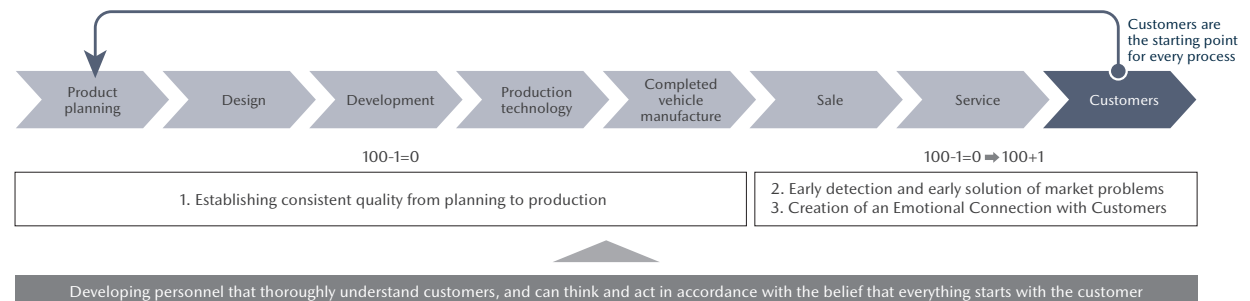 Customers are
the starting point
for every process
Product
planning
Design
Development
Production
technology
Completed
vehicle
manufacture
Sale
Service
Customers
100-1=0
100-1=0 ➡ 100+1
1. Establishing consistent quality from planning to production
2. Early detection and early solution of market problems
3. Creation of an Emotional Connection with Customers
Developing personnel that thoroughly understand customers, and can think and act in accordance with the belief that everything starts with the customer